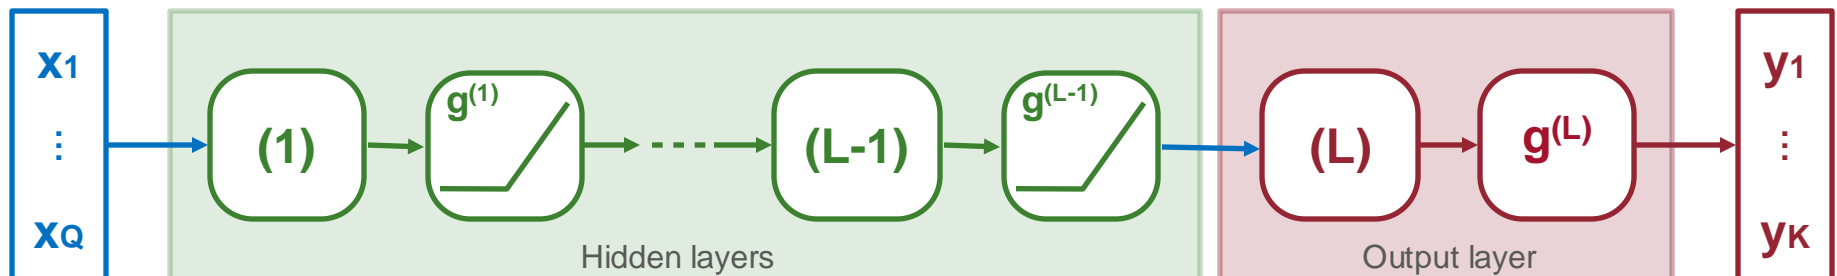 x1
⋮
xQ
(1)
g(1)
(L-1)
g(L-1)
Hidden layers
(L)
g(L)
Output layer
y1
⋮
yK